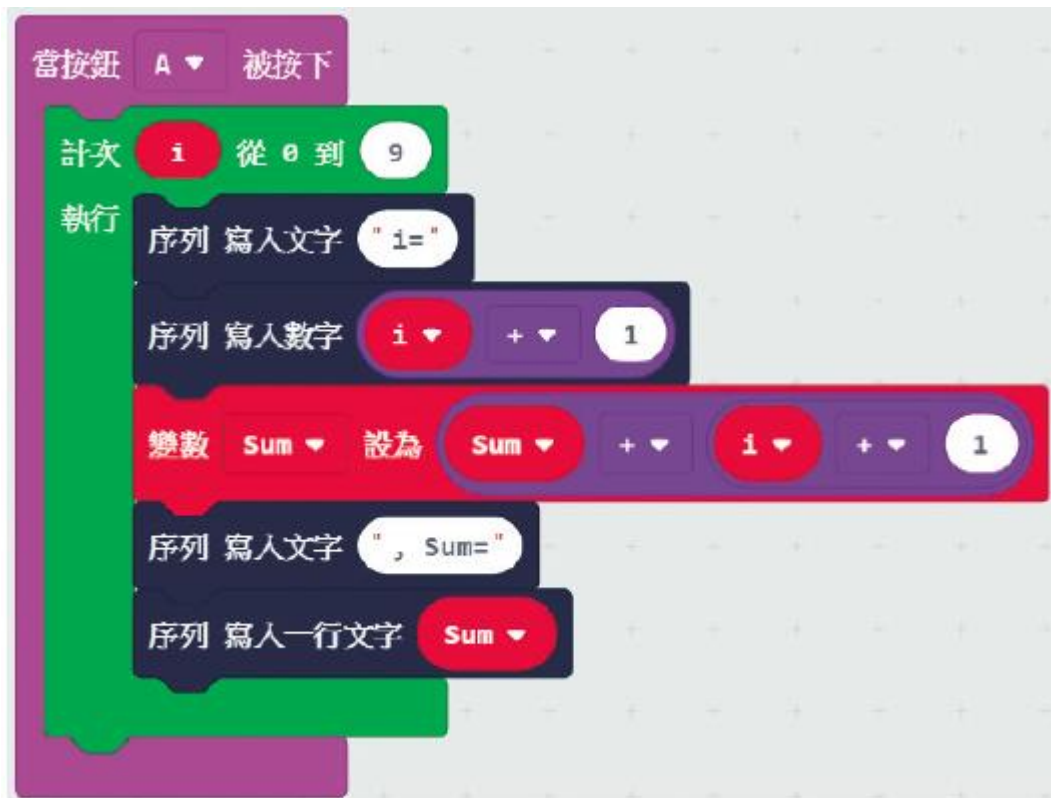 當按鈕 A 被按下
計次 i 從 0 到 9
執行
序列 寫入文字 "i="
序列 寫入數字 i + 1
變數 Sum 設為 Sum + i + 1
序列 寫入文字 ", Sum="
序列 寫入一行文字 Sum